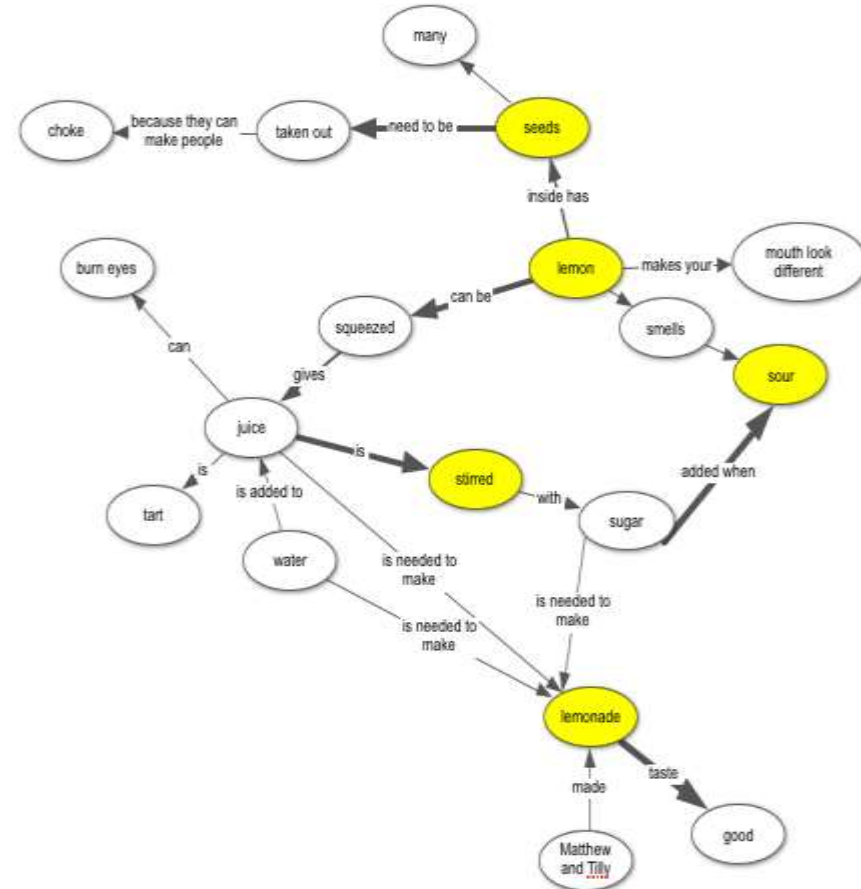 many
seeds
need to be
taken out
because they can
make people
choke
inside has
lemon
makes your
mouth look
different
smells
sour
can be
squeezed
burn eyes
can
gives
juice
is
stirred
with
sugar
added when
is
tart
is added to
water
is needed to
make
is needed to
make
is needed to
make
lemonade
taste
good
made
Matthew
and Tilly